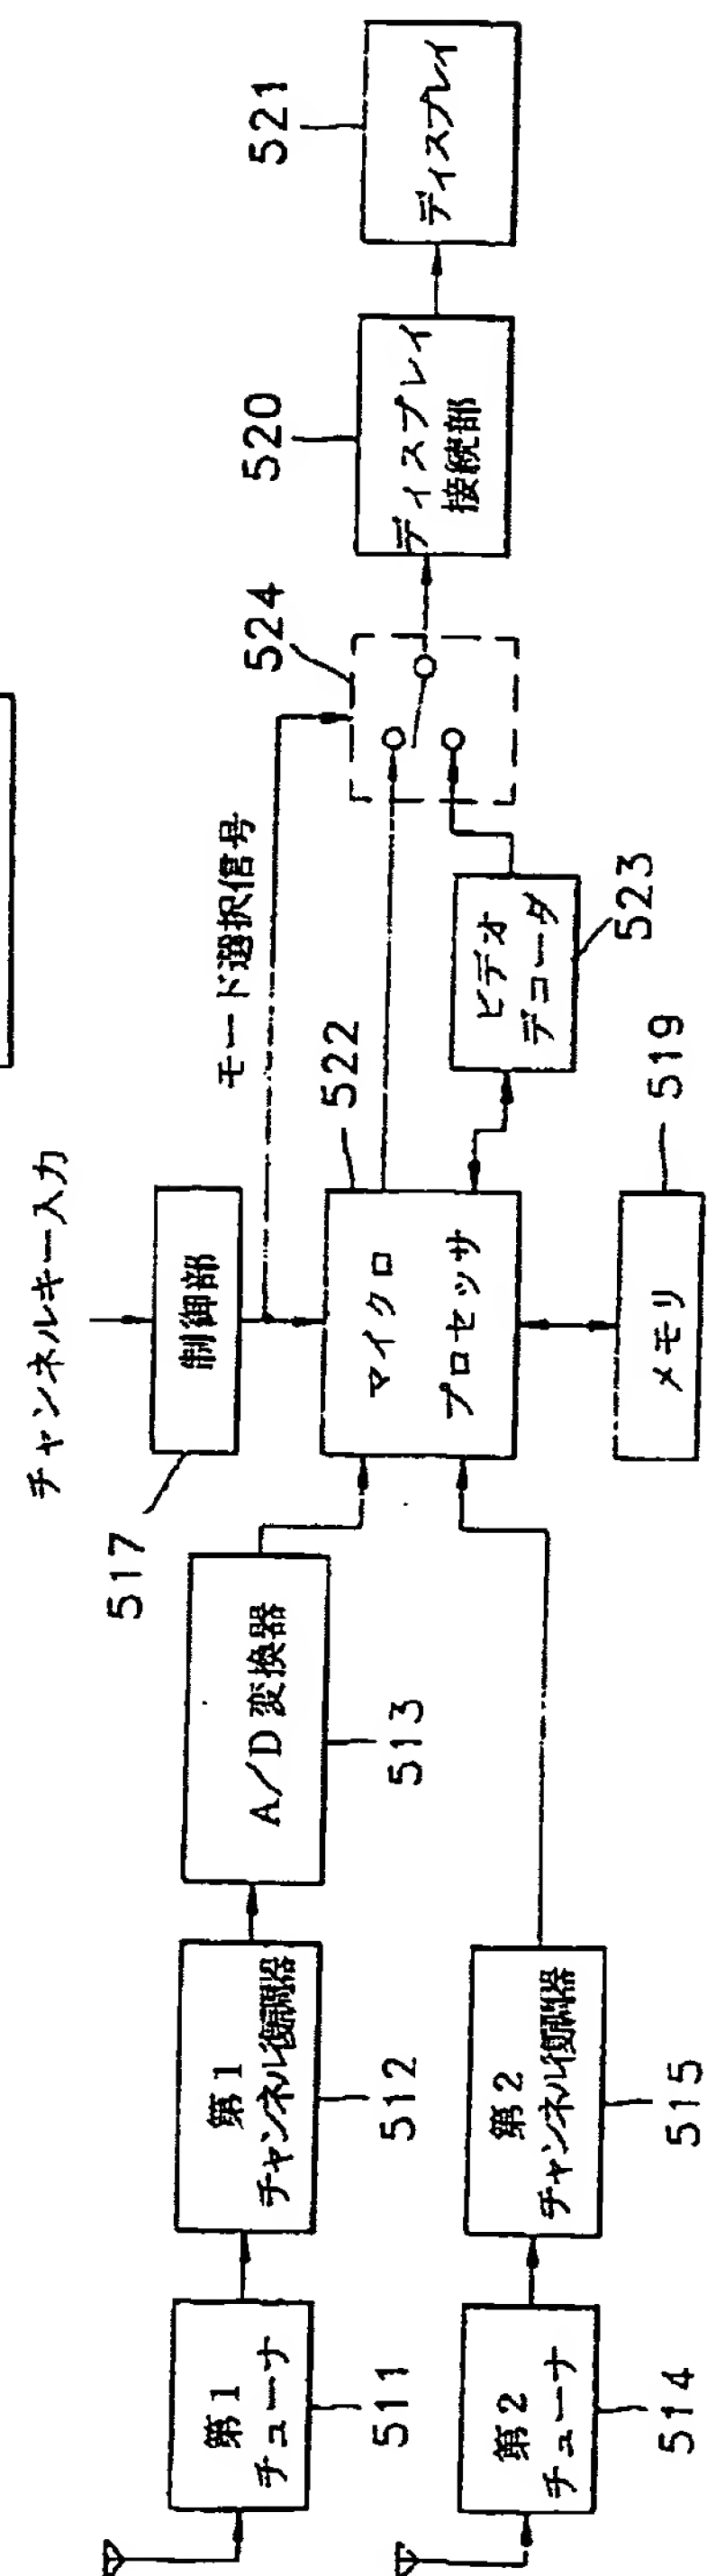 チャンネルキー入力
517
制御部
モード選択信号
第1
チューナ
511
第1
チャンネル復調器
512
A/D変換器
513
マイクロ
プロセッサ
522
524
ディスプレイ
接続部
520
ディスプレイ
521
第2
チューナ
514
第2
チャンネル復調器
515
ビデオ
デコーダ
523
メモリ
519